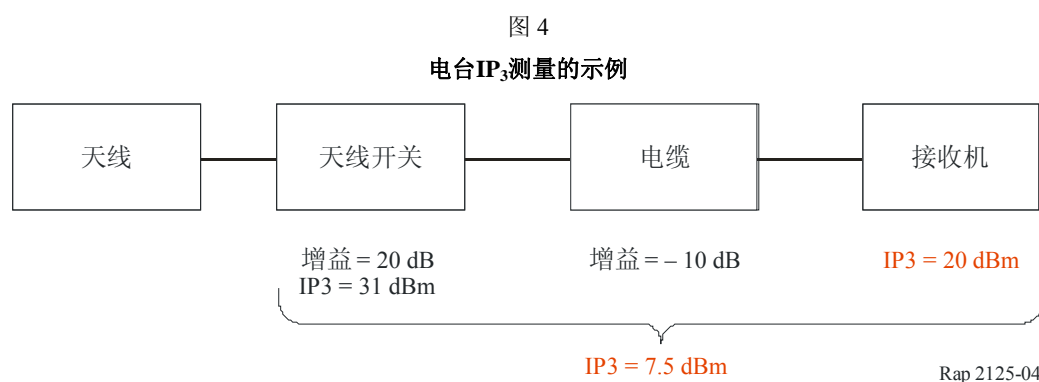 图 4
电台IP₃测量的示例
天线
天线开关
电缆
接收机
增益 = 20 dB
IP3 = 31 dBm
增益 = – 10 dB
IP3 = 20 dBm
IP3 = 7.5 dBm
Rap 2125-04